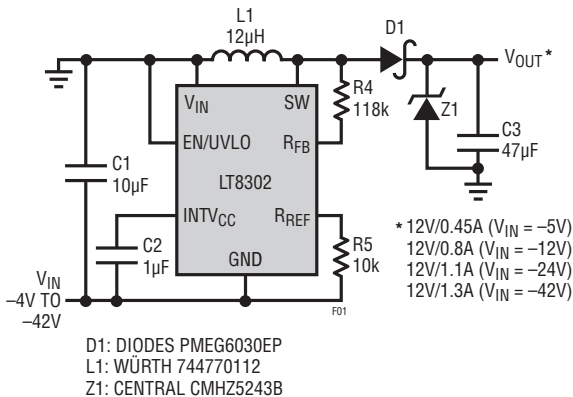 L1
12µH
D1
VOUT*
VIN
SW
R4
118k
Z1
EN/UVLO
RFB
C3
47µF
C1
10µF
LT8302
INTVCC
RREF
* 12V/0.45A (VIN = –5V)
12V/0.8A (VIN = –12V)
12V/1.1A (VIN = –24V)
12V/1.3A (VIN = –42V)
C2
1µF
R5
10k
GND
VIN
–4V TO
–42V
F01
D1: DIODES PMEG6030EP
L1: WÜRTH 744770112
Z1: CENTRAL CMHZ5243B